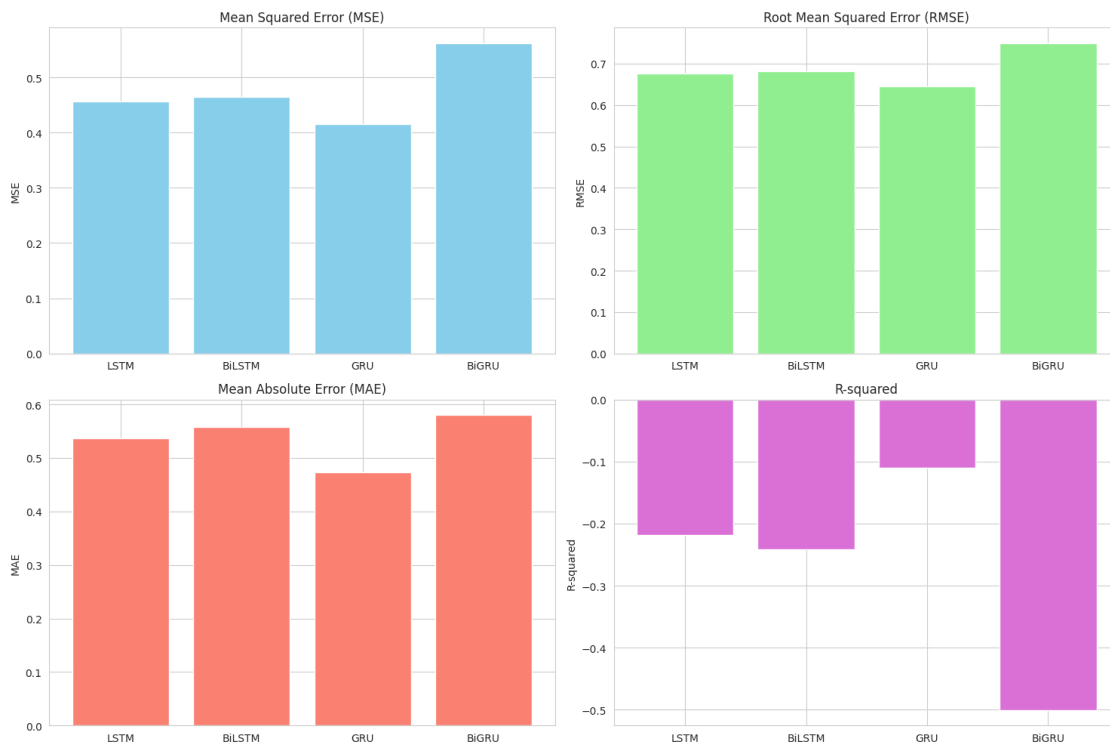 Mean Squared Error (MSE)
MSE
0.5
0.4
0.3
0.2
0.1
0.0
LSTM BiLSTM GRU BiGRU
Root Mean Squared Error (RMSE)
RMSE
0.7
0.6
0.5
0.4
0.3
0.2
0.1
0.0
LSTM BiLSTM GRU BiGRU
Mean Absolute Error (MAE)
MAE
0.6
0.5
0.4
0.3
0.2
0.1
0.0
LSTM BiLSTM GRU BiGRU
R-squared
R-squared
0.0
−0.1
−0.2
−0.3
−0.4
−0.5
LSTM BiLSTM GRU BiGRU